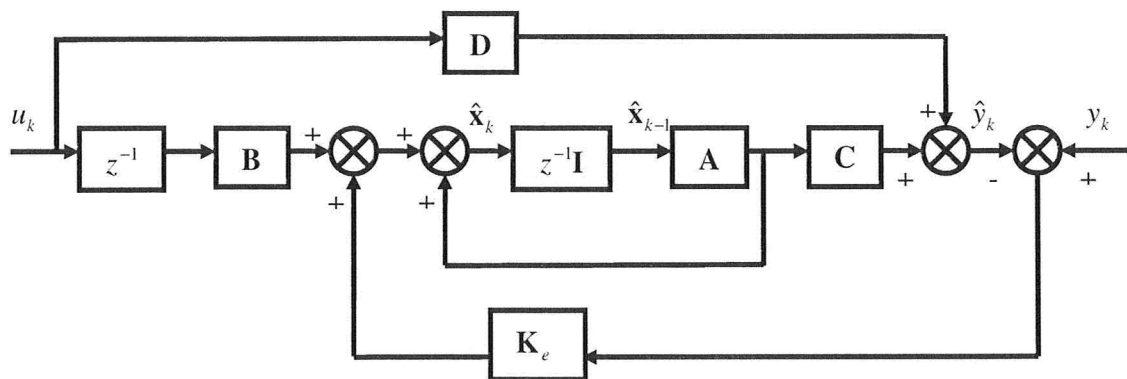 D
u_k
z^{-1}
B
+
+
x̂_k
z^{-1}I
x̂_{k-1}
A
C
+
ŷ_k
y_k
+
+
+
-
+
K_e